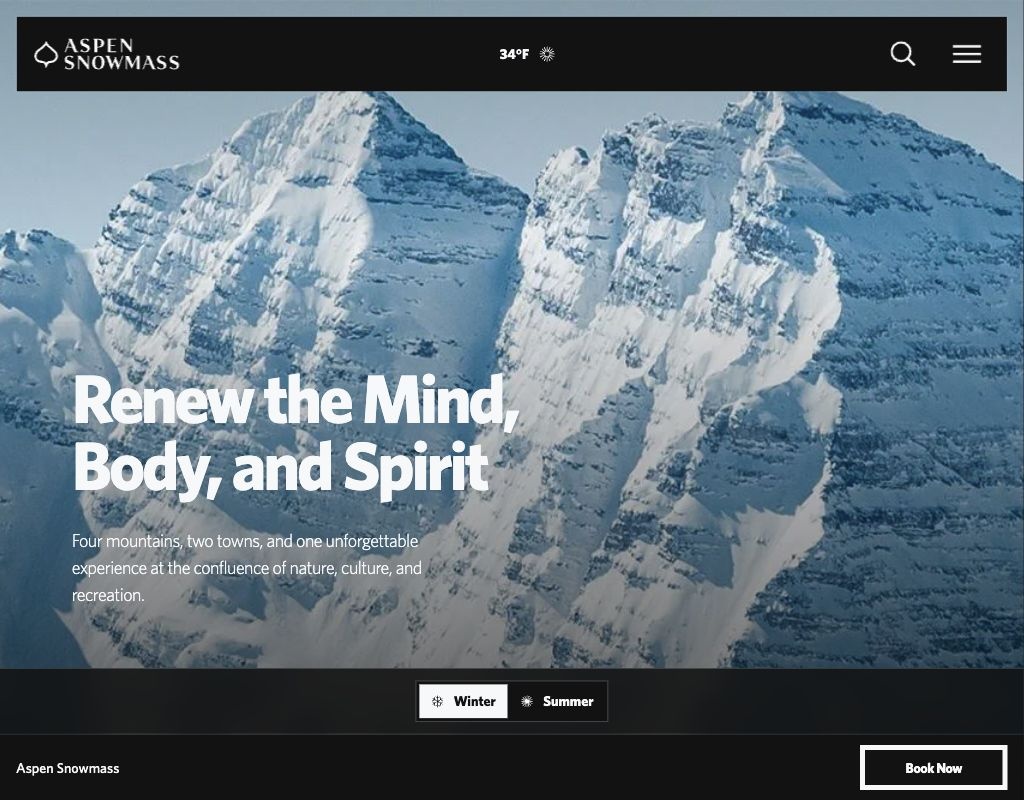 ASPEN
SNOWMASS
34°F
Renew the Mind,
Body, and Spirit
Four mountains, two towns, and one unforgettable
experience at the confluence of nature, culture, and
recreation.
Winter
Summer
Aspen Snowmass
Book Now